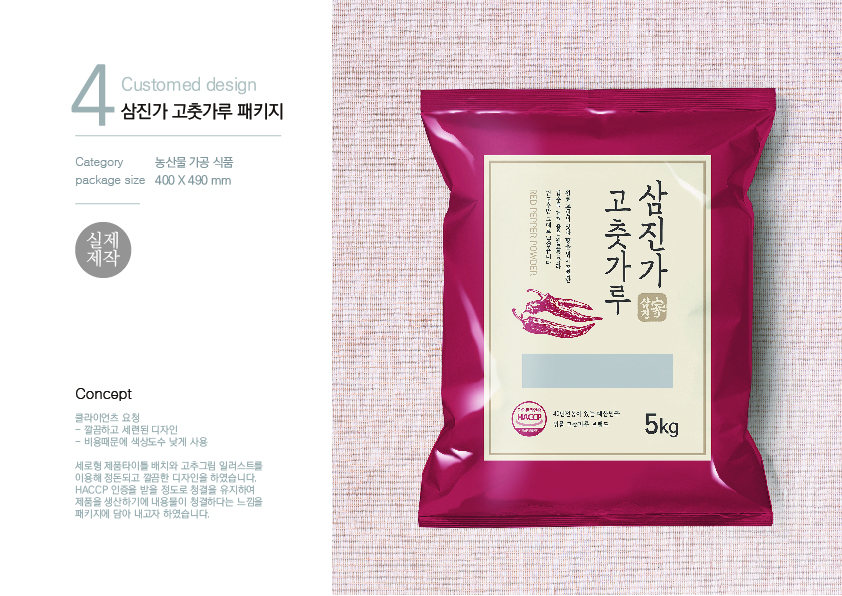 4
Customed design
삼진가 고춧가루 패키지
Category 농산물 가공 식품
package size 400 X 490 mm
실제
제작
Concept
클라이언츠 요청
- 깔끔하고 세련된 디자인
- 비용때문에 색상도수 낮게 사용
세로형 제품타이틀 배치와 고추그림 일러스트를
이용해 정돈되고 깔끔한 디자인을 하였습니다.
HACCP 인증을 받을 정도로 청결을 유지하여
제품을 생산하기에 내용물이 청결하다는 느낌을
패키지에 담아 내고자 하였습니다.
삼진가
고춧가루
RED PEPPER POWDER
삼진
家
HACCP
5kg